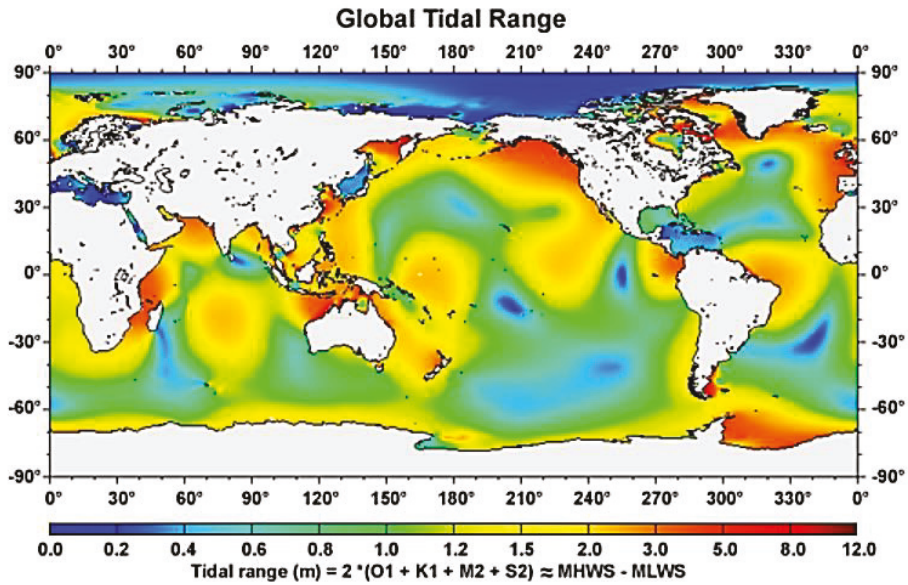 Global Tidal Range
0° 30° 60° 90° 120° 150° 180° 210° 240° 270° 300° 330° 0°
90° 90°
60° 60°
30° 30°
0° 0°
-30° -30°
-60° -60°
-90° -90°
0° 30° 60° 90° 120° 150° 180° 210° 240° 270° 300° 330° 0°
0.0 0.2 0.4 0.6 0.8 1.0 1.2 1.5 2.0 3.0 5.0 8.0 12.0
Tidal range (m) = 2 *(O1 + K1 + M2 + S2) ≈ MHWS - MLWS